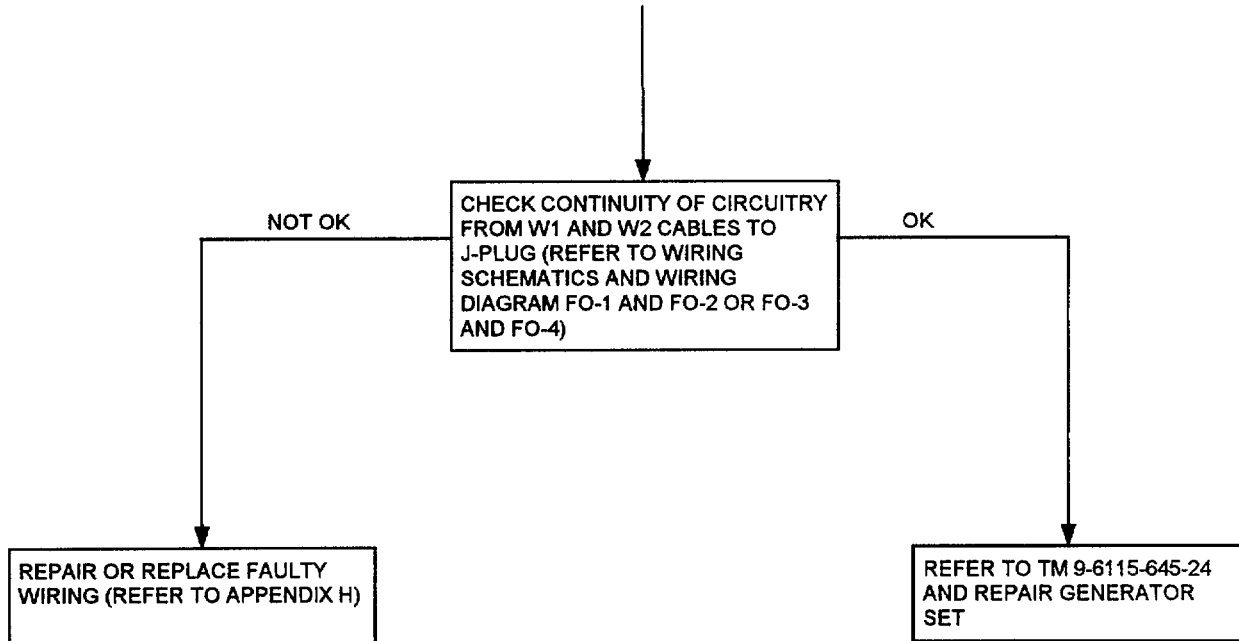 CHECK CONTINUITY OF CIRCUITRY
FROM W1 AND W2 CABLES TO
J-PLUG (REFER TO WIRING
SCHEMATICS AND WIRING
DIAGRAM FO-1 AND FO-2 OR FO-3
AND FO-4)
NOT OK
OK
REPAIR OR REPLACE FAULTY
WIRING (REFER TO APPENDIX H)
REFER TO TM 9-6115-645-24
AND REPAIR GENERATOR
SET